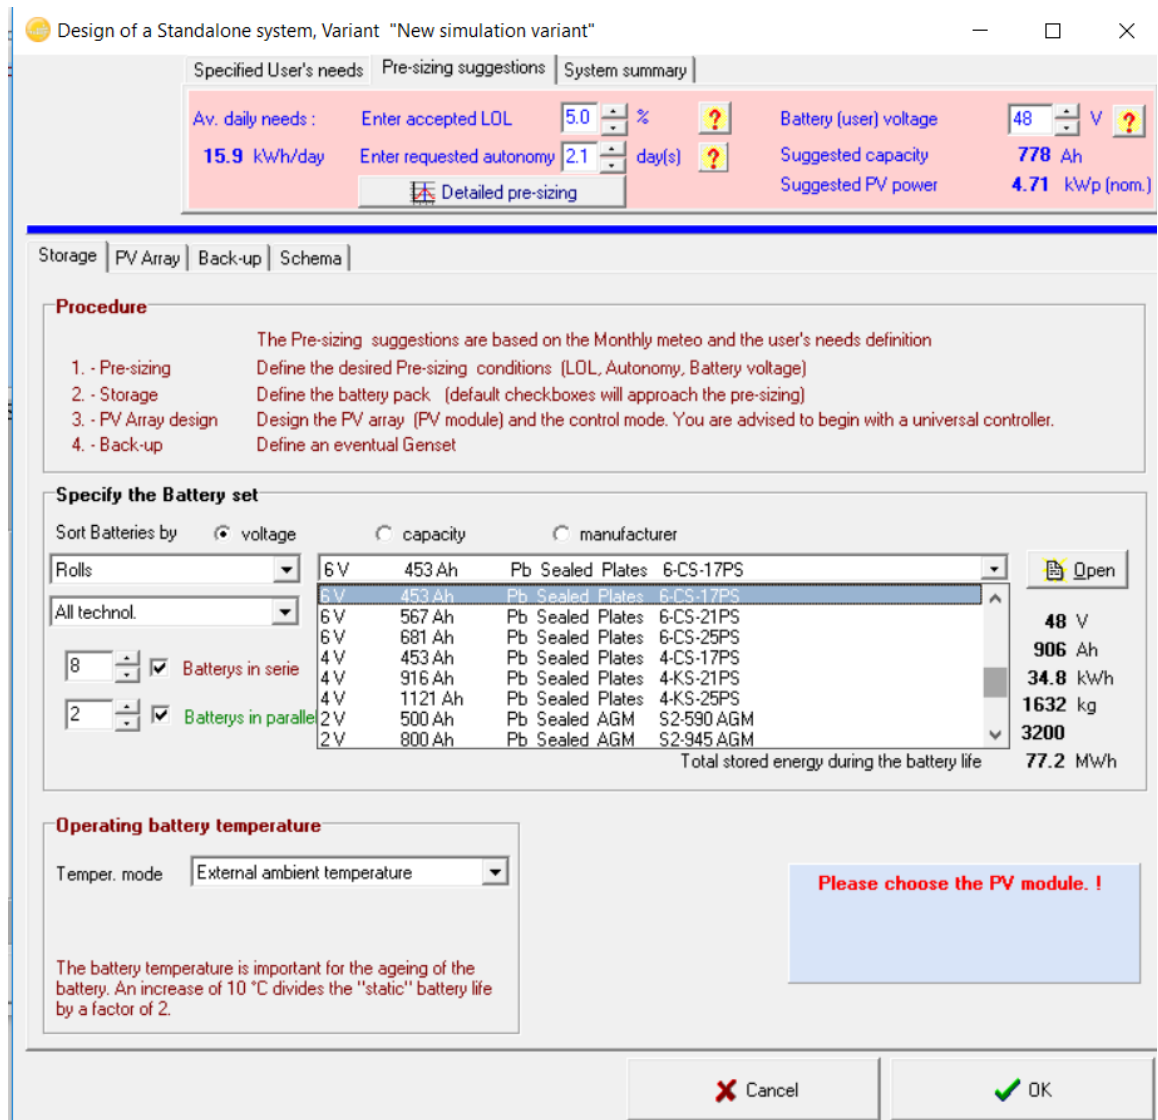 Design of a Standalone system, Variant "New simulation variant"
Specified User's needs Pre-sizing suggestions System summary
Av. daily needs : Enter accepted LOL 5.0 % ? Battery (user) voltage 48 V ?
15.9 kWh/day Enter requested autonomy 2.1 day(s) ? Suggested capacity 778 Ah
Detailed pre-sizing Suggested PV power 4.71 kWp (nom.)
Storage PV Array Back-up Schema
Procedure
The Pre-sizing suggestions are based on the Monthly meteo and the user's needs definition
1. - Pre-sizing Define the desired Pre-sizing conditions (LOL, Autonomy, Battery voltage)
2. - Storage Define the battery pack (default checkboxes will approach the pre-sizing)
3. - PV Array design Design the PV array (PV module) and the control mode. You are advised to begin with a universal controller.
4. - Back-up Define an eventual Genset
Specify the Battery set
Sort Batteries by voltage capacity manufacturer
Rolls 6 V 453 Ah Pb Sealed Plates 6-CS-17PS Open
6 V 453 Ah Pb Sealed Plates 6-CS-17PS
All technol. 6 V 567 Ah Pb Sealed Plates 6-CS-21PS 48 V
6 V 681 Ah Pb Sealed Plates 6-CS-25PS
4 V 453 Ah Pb Sealed Plates 4-CS-17PS 906 Ah
8 Batterys in serie 4 V 916 Ah Pb Sealed Plates 4-KS-21PS 34.8 kWh
4 V 1121 Ah Pb Sealed Plates 4-KS-25PS 1632 kg
2 Batterys in parallel 2 V 500 Ah Pb Sealed AGM S2-590 AGM
2 V 800 Ah Pb Sealed AGM S2-945 AGM 3200
Total stored energy during the battery life 77.2 MWh
Operating battery temperature
Temper. mode External ambient temperature
Please choose the PV module. !
The battery temperature is important for the ageing of the
battery. An increase of 10 °C divides the "static" battery life
by a factor of 2.
Cancel OK